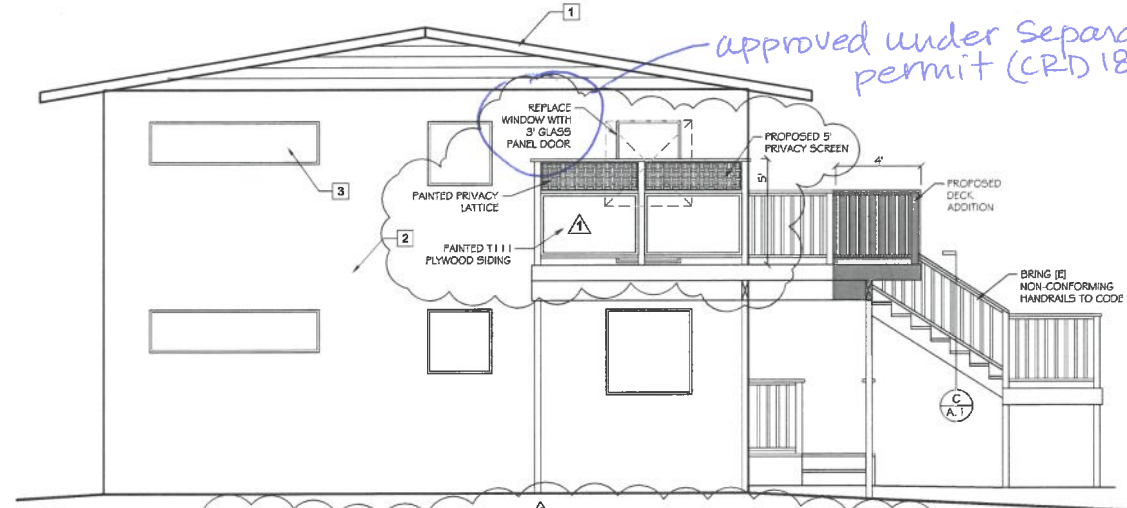 1
approved under Separa
permit (CRD 18
REPLACE
WINDOW WITH
3' GLASS
PANEL DOOR
PROPOSED 5'
PRIVACY SCREEN
4'
5'
3
PAINTED PRIVACY
LATTICE
PROPOSED
DECK
ADDITION
1
2
PAINTED T111
PLYWOOD SIDING
BRING [E]
NON-CONFORMING
HANDRAILS TO CODE
C
A.1